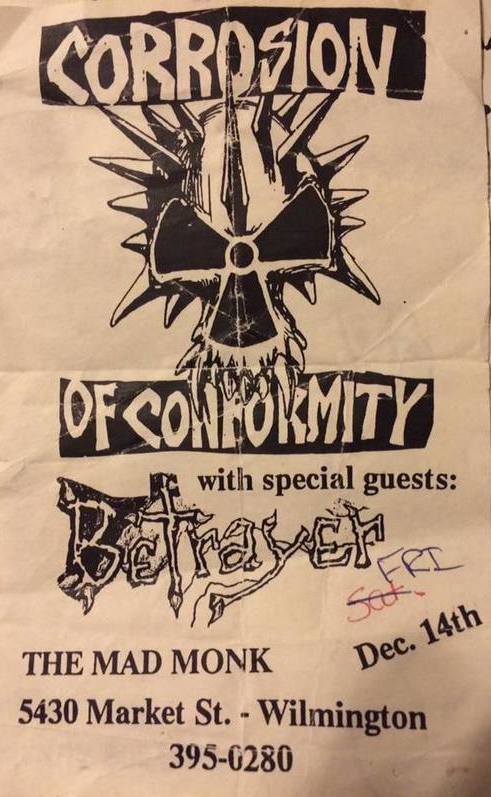 CORROSION
OF CONFORMITY
with special guests:
Betrayer
FRI
Sat.
Dec. 14th
THE MAD MONK
5430 Market St. - Wilmington
395-0280